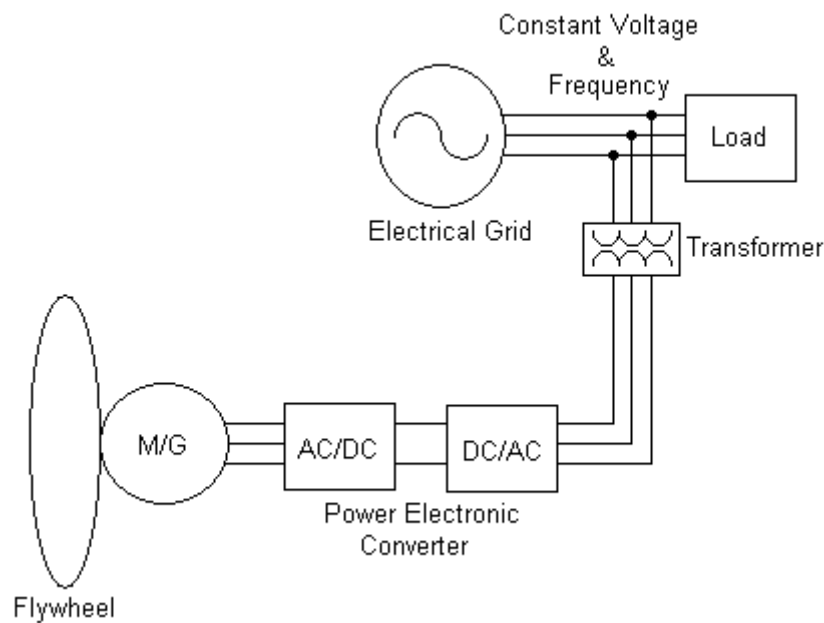 Constant Voltage
&
Frequency
Load
Electrical Grid
Transformer
M/G
AC/DC
DC/AC
Power Electronic
Converter
Flywheel